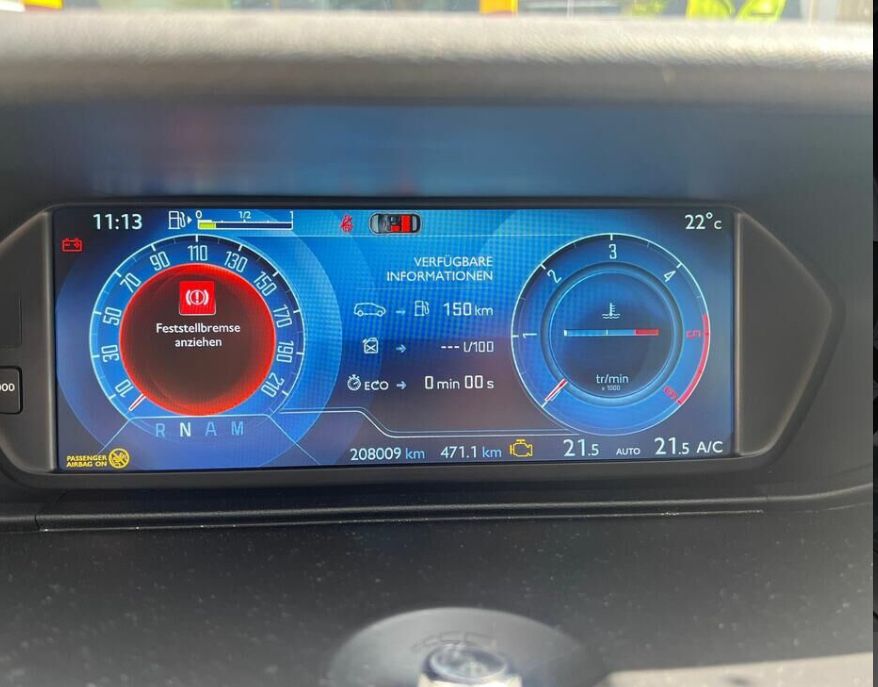 11:13
0 1/2 1
22°c
10 30 50 70 90 110 130 150 170 190 210
Feststellbremse
anziehen
R N A M
PASSENGER
AIRBAG ON
VERFÜGBARE
INFORMATIONEN
150 km
--- l/100
ECO 0 min 00 s
208009 km 471.1 km
1 2 3 4 5 6
tr/min
x 1000
21.5 AUTO 21.5 A/C